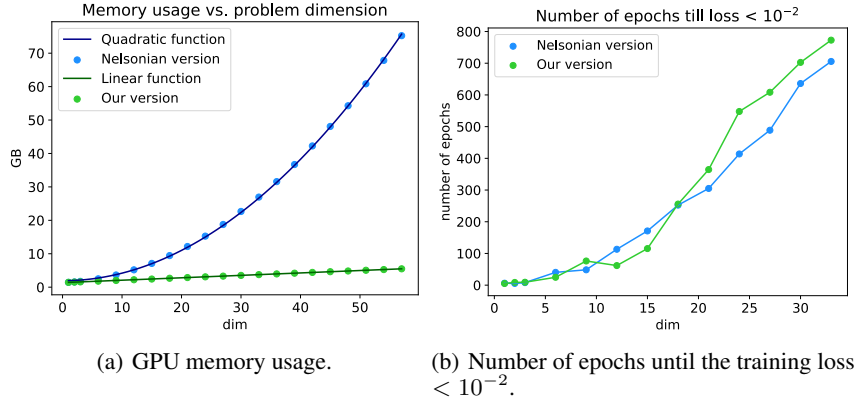 Memory usage vs. problem dimension
Quadratic function
Nelsonian version
Linear function
Our version
70
60
50
40
30
20
10
0
GB
0
10
20
30
40
50
dim
(a) GPU memory usage.
Number of epochs till loss < 10⁻²
Nelsonian version
Our version
800
700
600
500
400
300
200
100
0
number of epochs
0
5
10
15
20
25
30
dim
(b) Number of epochs until the training loss
< 10⁻².